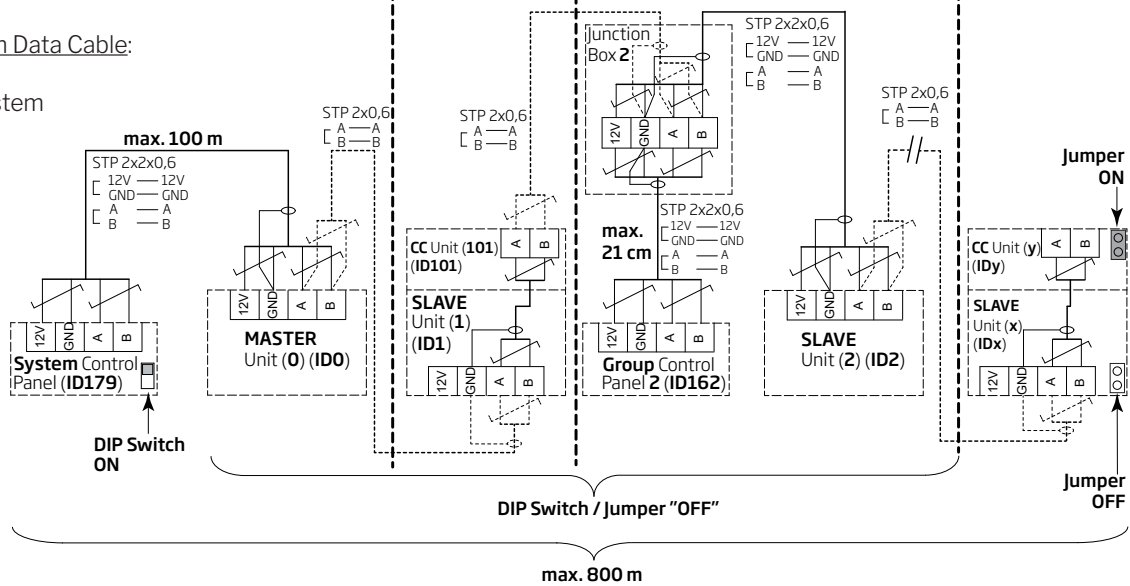 n Data Cable:
stem
max. 100 m
STP 2x2x0,6
12V — 12V
GND — GND
A — A
B — B
12V
GND
A
B
System Control
Panel (ID179)
DIP Switch
ON
STP 2x0,6
A — A
B — B
12V
GND
A
B
MASTER
Unit (0) (ID0)
STP 2x0,6
A — A
B — B
CC Unit (101)
(ID101)
A
B
SLAVE
Unit (1)
(ID1)
12V
GND
A
B
Junction
Box 2
12V
GND
A
B
max.
21 cm
STP 2x2x0,6
12V — 12V
GND — GND
A — A
B — B
12V
GND
A
B
Group Control
Panel 2 (ID162)
STP 2x2x0,6
12V — 12V
GND — GND
A — A
B — B
12V
GND
A
B
SLAVE
Unit (2) (ID2)
STP 2x0,6
A — A
B — B
Jumper
ON
CC Unit (y)
(IDy)
A
B
SLAVE
Unit (x)
(IDx)
12V
GND
A
B
Jumper
OFF
DIP Switch / Jumper "OFF"
max. 800 m